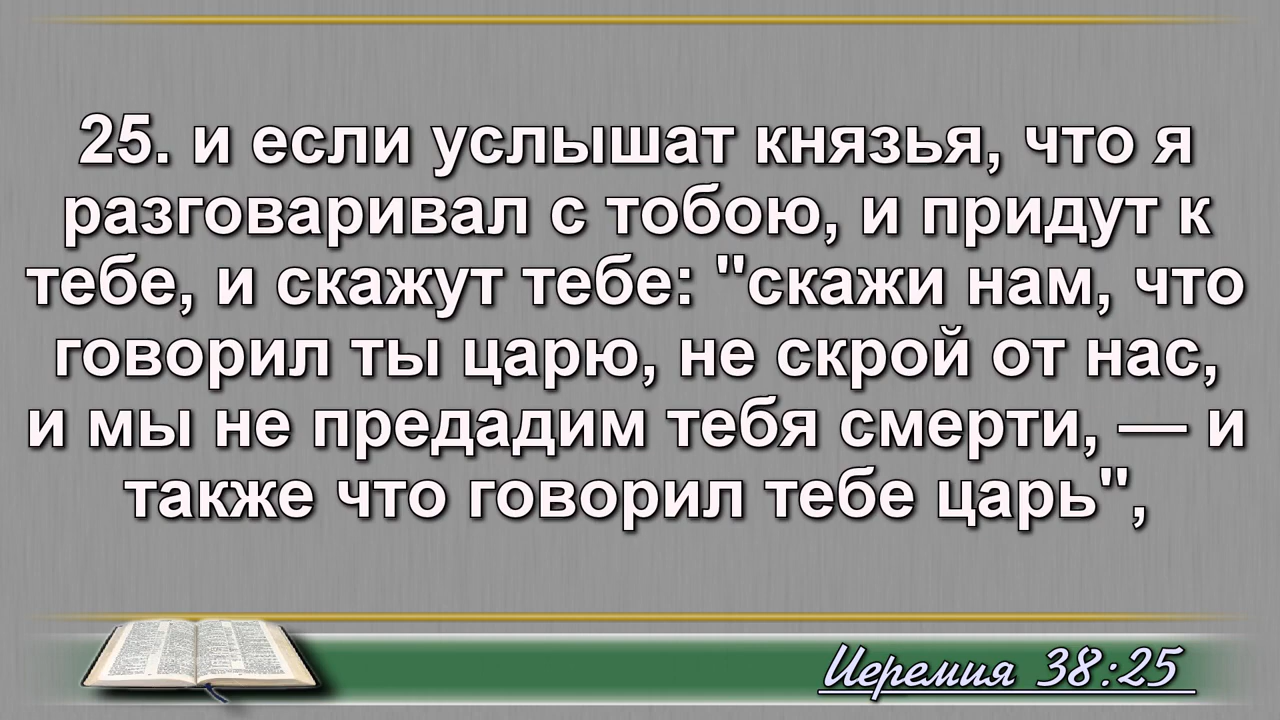 25. и если услышат князья, что я
разговаривал с тобою, и придут к
тебе, и скажут тебе: "скажи нам, что
говорил ты царю, не скрой от нас,
и мы не предадим тебя смерти, — и
также что говорил тебе царь",
Иеремия 38:25